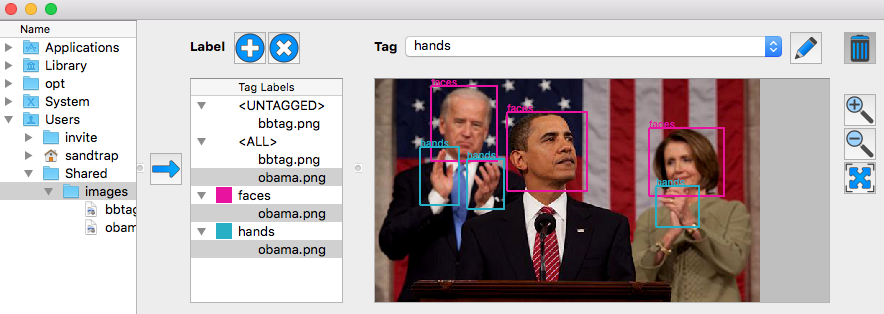 Name
Applications
Library
opt
System
Users
invite
sandtrap
Shared
images
bbtag
obam
Label
Tag
hands
Tag Labels
<UNTAGGED>
bbtag.png
<ALL>
bbtag.png
obama.png
faces
obama.png
hands
obama.png
faces
faces
faces
hands
hands
hands